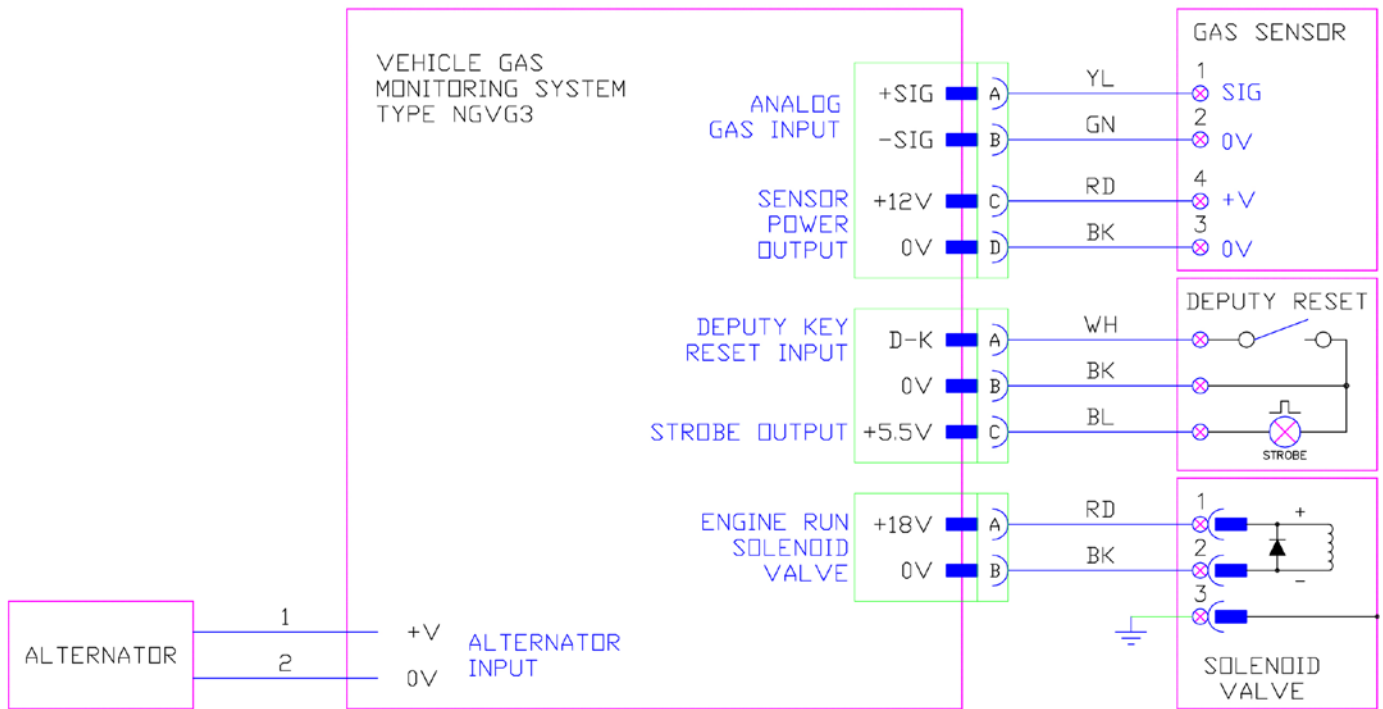 VEHICLE GAS
MONITORING SYSTEM
TYPE NGVG3
ANALOG
GAS INPUT
+SIG A YL 1 SIG
-SIG B GN 2 0V
SENSOR
POWER
OUTPUT
+12V C RD 4 +V
0V D BK 3 0V
GAS SENSOR
DEPUTY KEY
RESET INPUT
D-K A WH
0V B BK
STROBE OUTPUT +5.5V C BL
DEPUTY RESET
STROBE
ENGINE RUN
SOLENOID
VALVE
+18V A RD 1 +
0V B BK 2 -
3
SOLENOID
VALVE
ALTERNATOR
1 +V
2 0V
ALTERNATOR
INPUT